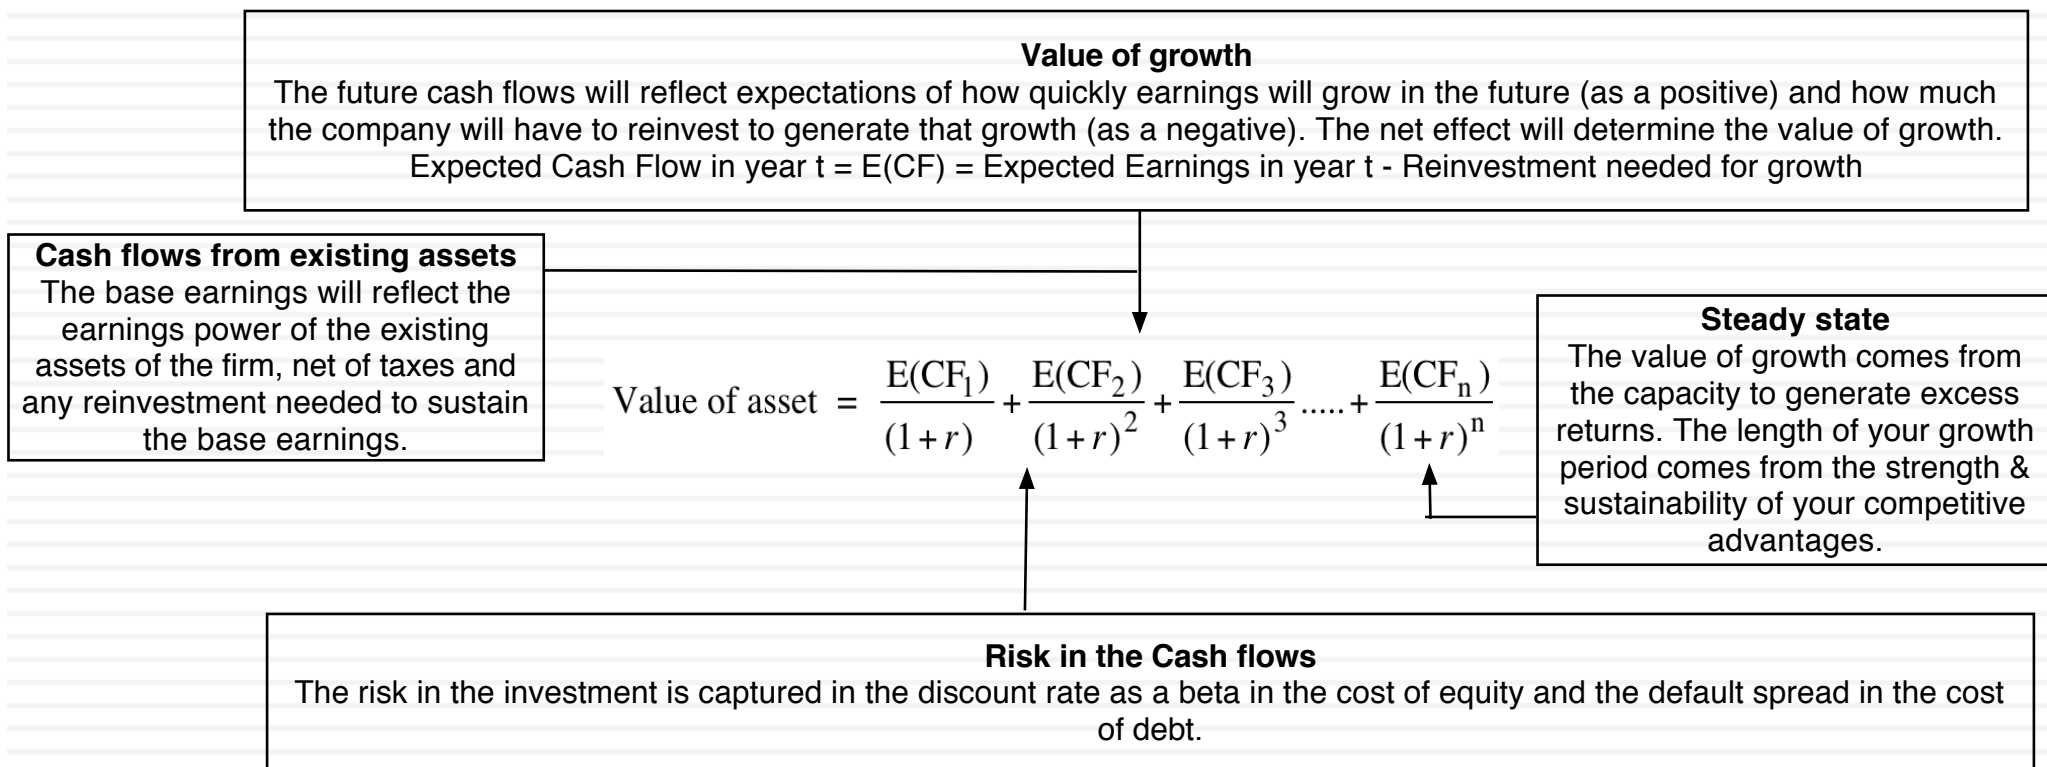 Value of growth
The future cash flows will reflect expectations of how quickly earnings will grow in the future (as a positive) and how much
the company will have to reinvest to generate that growth (as a negative). The net effect will determine the value of growth.
Expected Cash Flow in year t = E(CF) = Expected Earnings in year t - Reinvestment needed for growth
Cash flows from existing assets
The base earnings will reflect the
earnings power of the existing
assets of the firm, net of taxes and
any reinvestment needed to sustain
the base earnings.
Value of asset = E(CF₁)/(1+r) + E(CF₂)/(1+r)² + E(CF₃)/(1+r)³ ..... + E(CFₙ)/(1+r)ⁿ
Steady state
The value of growth comes from
the capacity to generate excess
returns. The length of your growth
period comes from the strength &
sustainability of your competitive
advantages.
Risk in the Cash flows
The risk in the investment is captured in the discount rate as a beta in the cost of equity and the default spread in the cost
of debt.